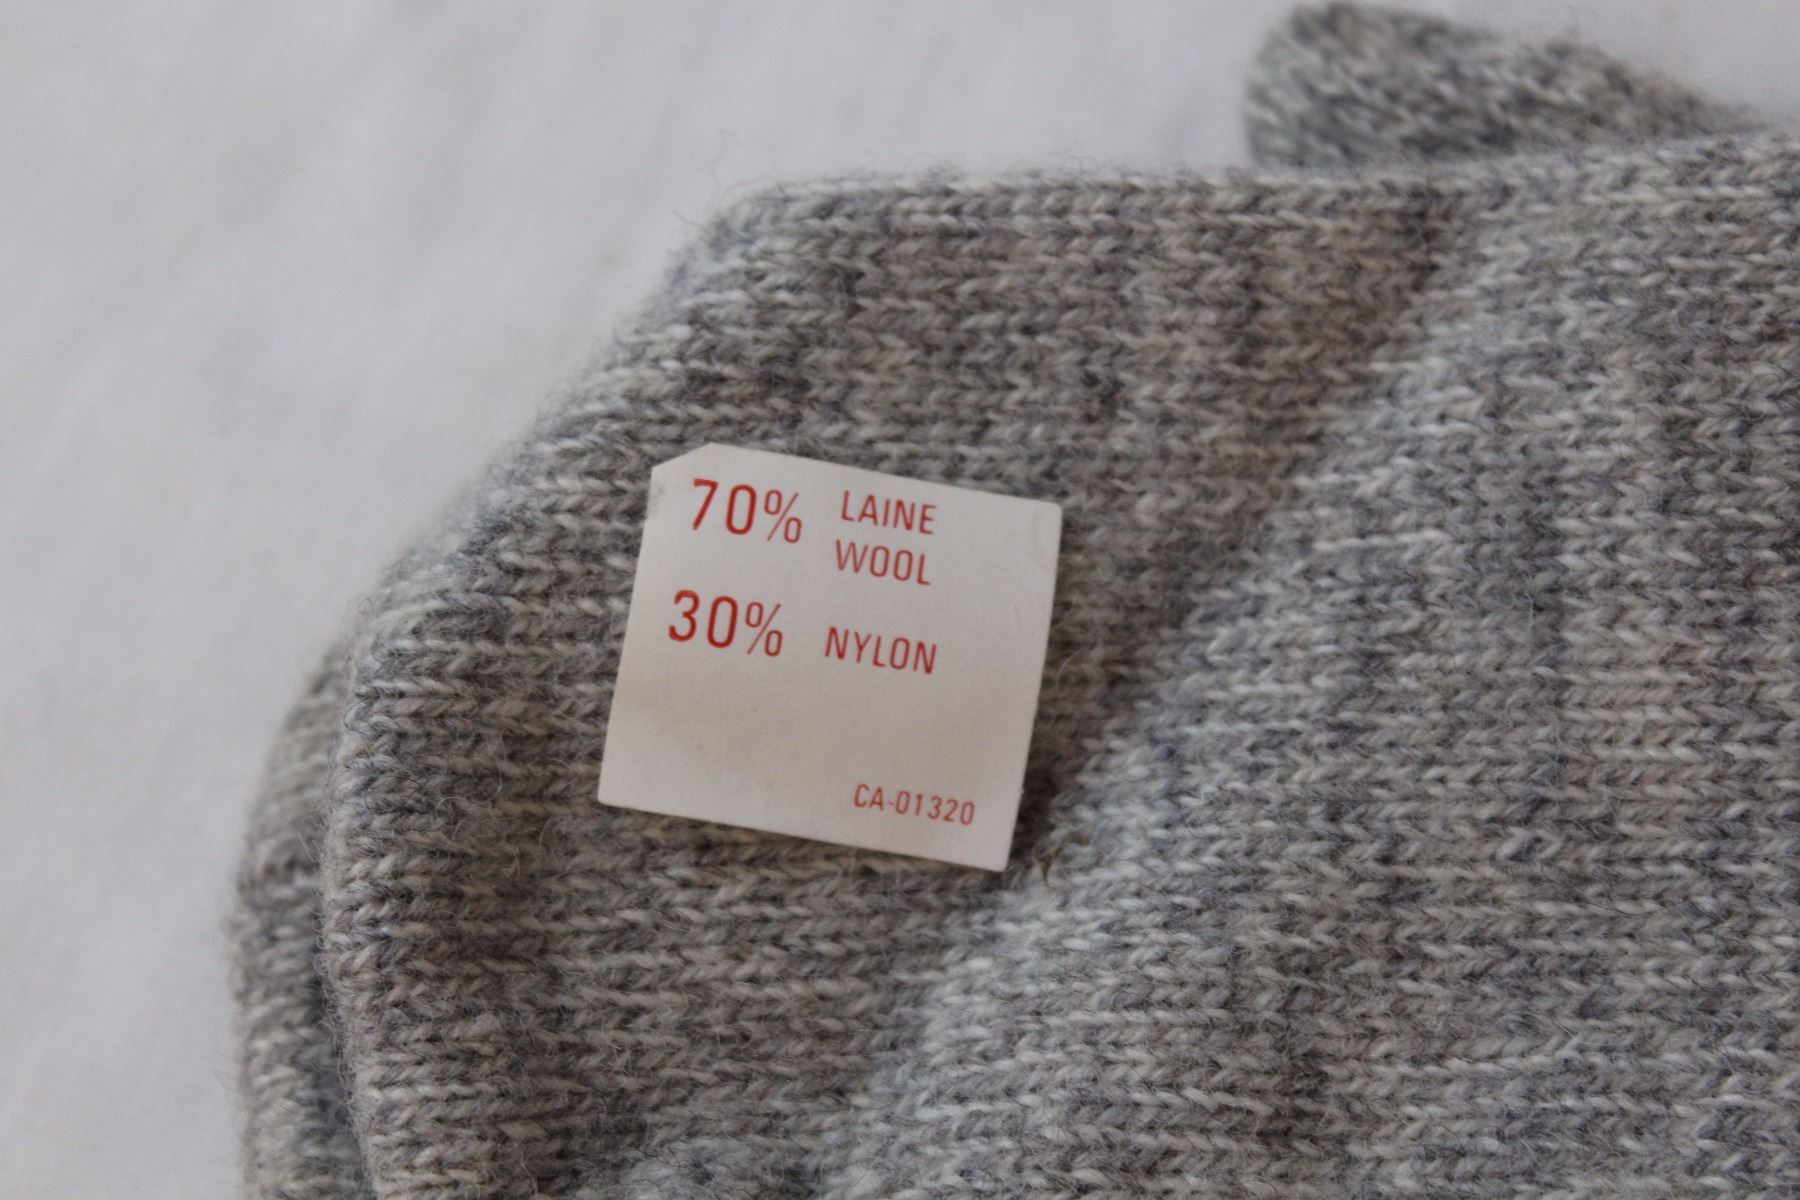 70% LAINE
WOOL
30% NYLON
CA-01320